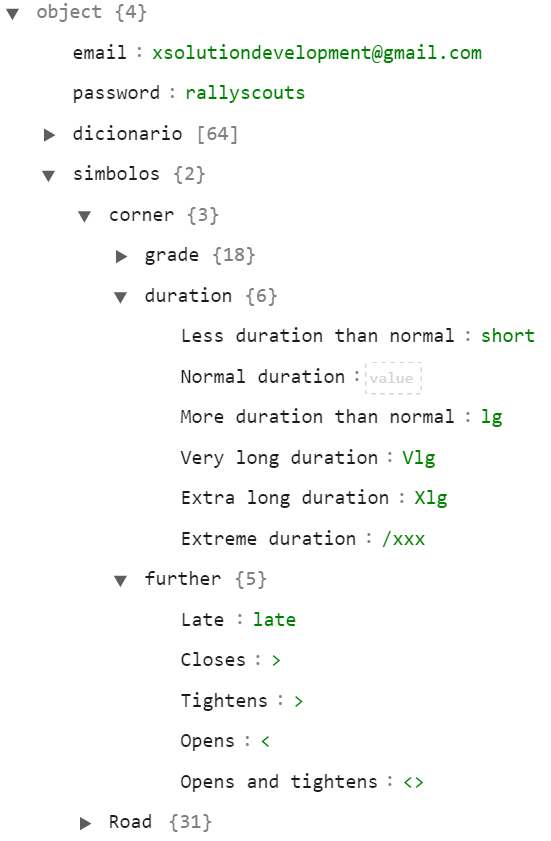 object {4}
email : xsolutiondevelopment@gmail.com
password : rallyscouts
dicionario [64]
simbolos {2}
corner {3}
grade {18}
duration {6}
Less duration than normal : short
Normal duration : value
More duration than normal : lg
Very long duration : Vlg
Extra long duration : Xlg
Extreme duration : /xxx
further {5}
Late : late
Closes : >
Tightens : >
Opens : <
Opens and tightens : <>
Road {31}